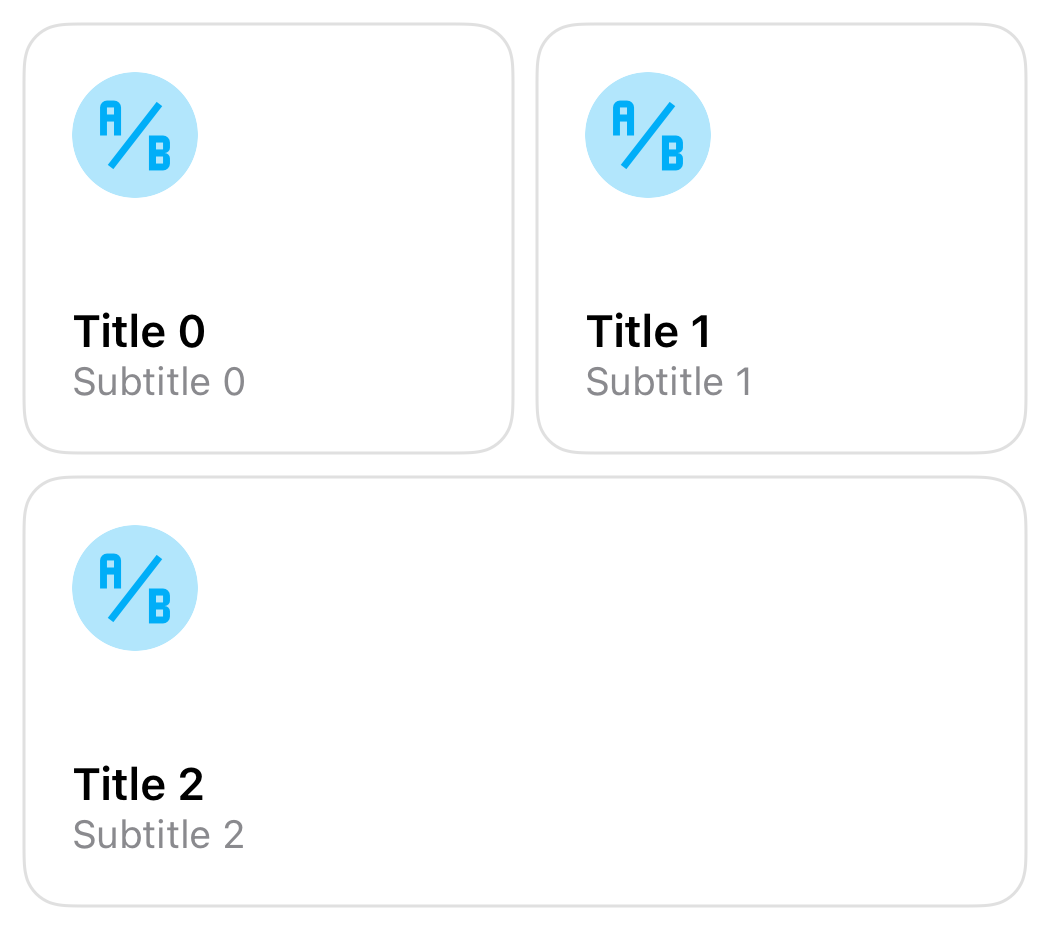 A/B
A/B
Title 0
Title 1
Subtitle 0
Subtitle 1
A/B
Title 2
Subtitle 2